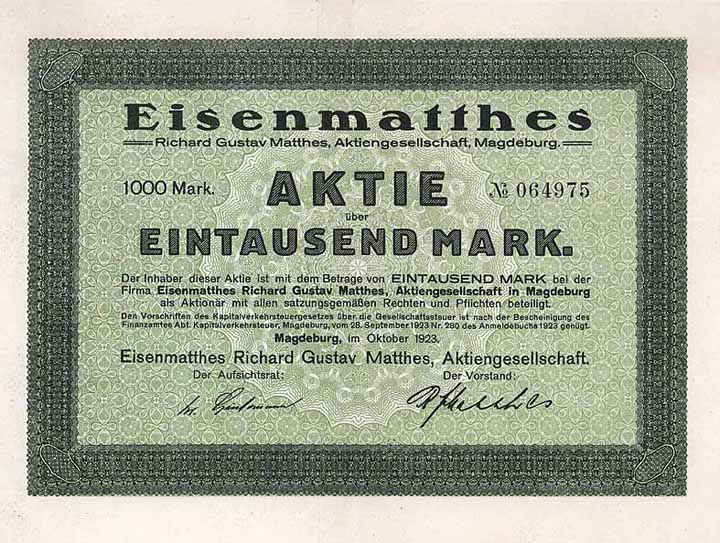 Eisenmatthes
Richard Gustav Matthes, Aktiengesellschaft, Magdeburg.
1000 Mark. AKTIE № 064975
über
EINTAUSEND MARK.
Der Inhaber dieser Aktie ist mit dem Betrage von EINTAUSEND MARK bei der
Firma Eisenmatthes Richard Gustav Matthes, Aktiengesellschaft in Magdeburg
als Aktionär mit allen satzungsgemäßen Rechten und Pflichten beteiligt.
Den Vorschriften des Kapitalverkehrsteuergesetzes über die Gesellschaftssteuer ist nach der Bescheinigung des
Finanzamtes Abt. Kapitalverkehrsteuer, Magdeburg, vom 28. September 1923 Nr. 280 des Anmeldebuchs 1923 genügt.
Magdeburg, im Oktober 1923.
Eisenmatthes Richard Gustav Matthes, Aktiengesellschaft.
Der Aufsichtsrat: Der Vorstand: